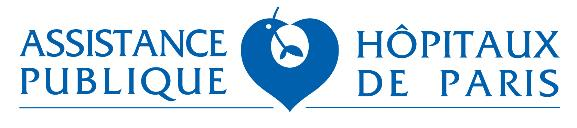 ASSISTANCE
PUBLIQUE
HÔPITAUX
DE PARIS